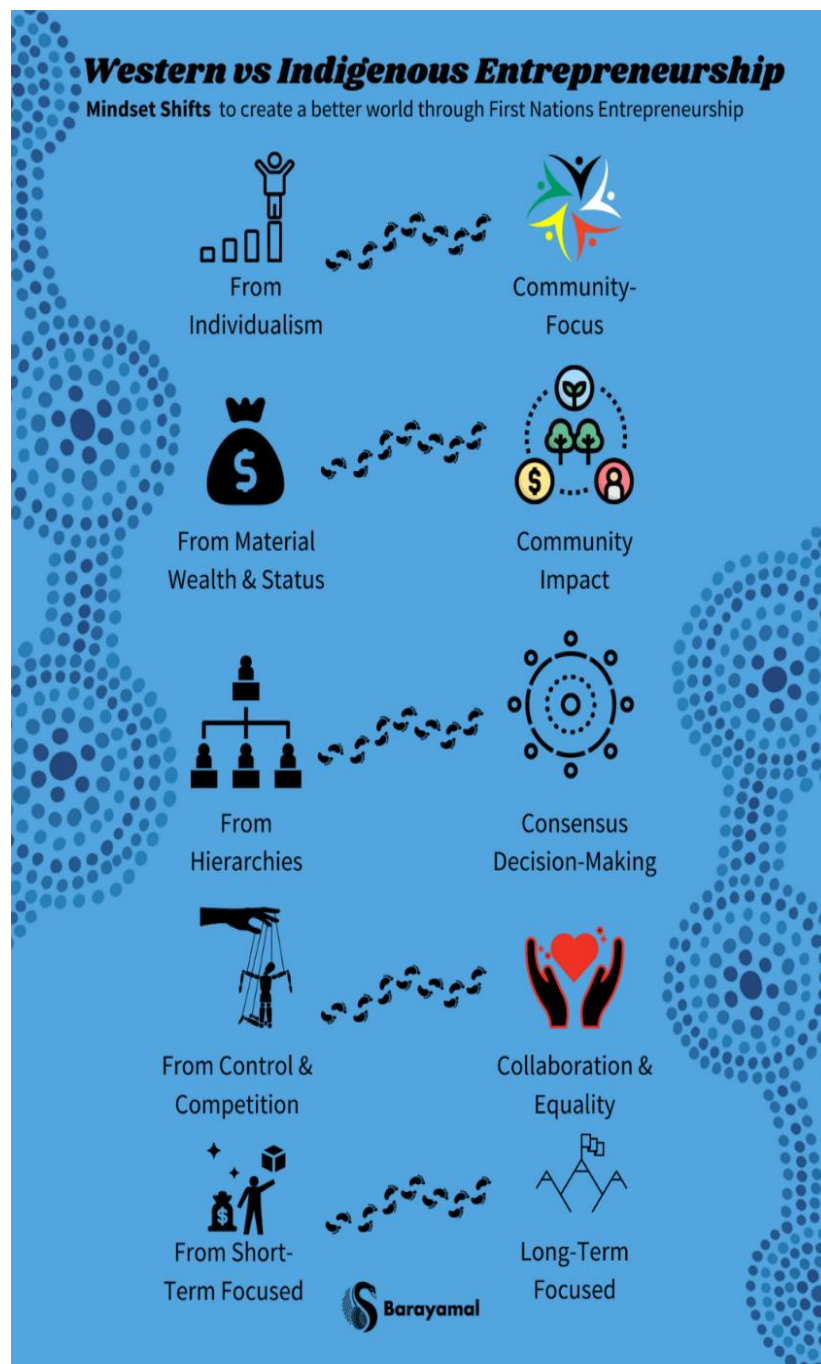 Western vs Indigenous Entrepreneurship
Mindset Shifts to create a better world through First Nations Entrepreneurship
From
Individualism
Community-
Focus
$
From Material
Wealth & Status
$
Community
Impact
From
Hierarchies
Consensus
Decision-Making
From Control &
Competition
Collaboration &
Equality
$
From Short-
Term Focused
Long-Term
Focused
Barayamal